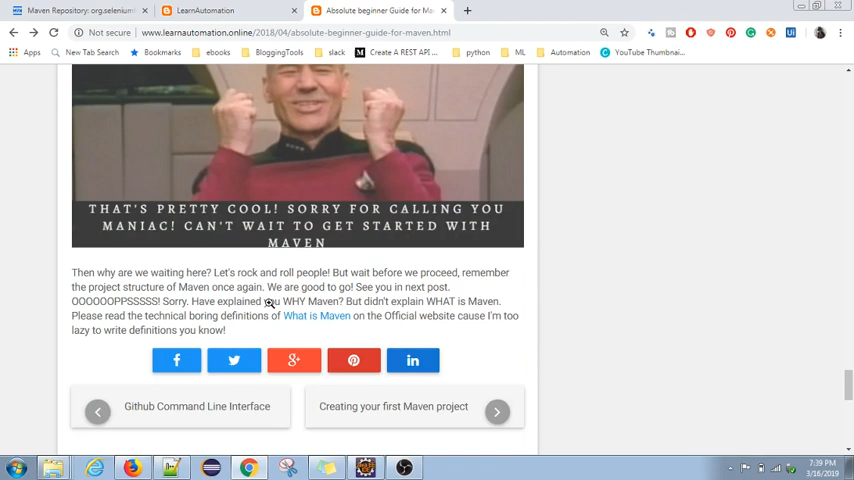 Maven Repository: org.selenium
LearnAutomation
Absolute beginner Guide for Ma
Not secure
www.learnautomation.online/2018/04/absolute-beginner-guide-for-maven.html
Apps
New Tab Search
Bookmarks
ebooks
BloggingTools
slack
Create A REST API ...
python
ML
Automation
YouTube Thumbnai...
THAT'S PRETTY COOL! SORRY FOR CALLING YOU
MANIAC! CAN'T WAIT TO GET STARTED WITH
MAVEN
Then why are we waiting here? Let's rock and roll people! But wait before we proceed, remember
the project structure of Maven once again. We are good to go! See you in next post.
OOOOOOPPSSSSS! Sorry. Have explained you WHY Maven? But didn't explain WHAT is Maven.
Please read the technical boring definitions of What is Maven on the Official website cause I'm too
lazy to write definitions you know!
Github Command Line Interface
Creating your first Maven project
7:39 PM
3/16/2019